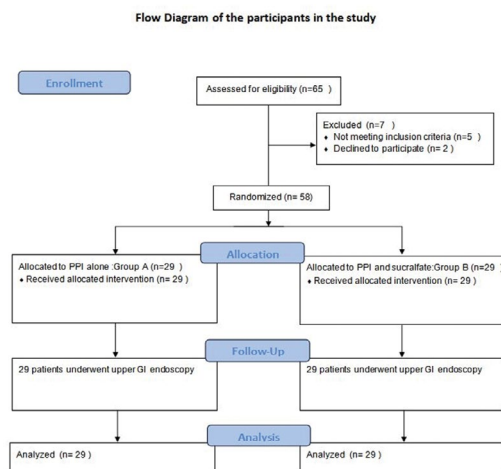 Flow Diagram of the participants in the study
Enrollment
Assessed for eligibility (n=65 )
Excluded (n=7 )
♦ Not meeting inclusion criteria (n=5 )
♦ Declined to participate (n= 2 )
Randomized (n= 58)
Allocation
Allocated to PPI alone :Group A (n=29 )
♦ Received allocated intervention (n= 29 )
Allocated to PPI and sucralfate:Group B (n=29 )
♦ Received allocated intervention (n= 29 )
Follow-Up
29 patients underwent upper GI endoscopy
29 patients underwent upper GI endoscopy
Analysis
Analyzed (n= 29 )
Analyzed (n= 29 )